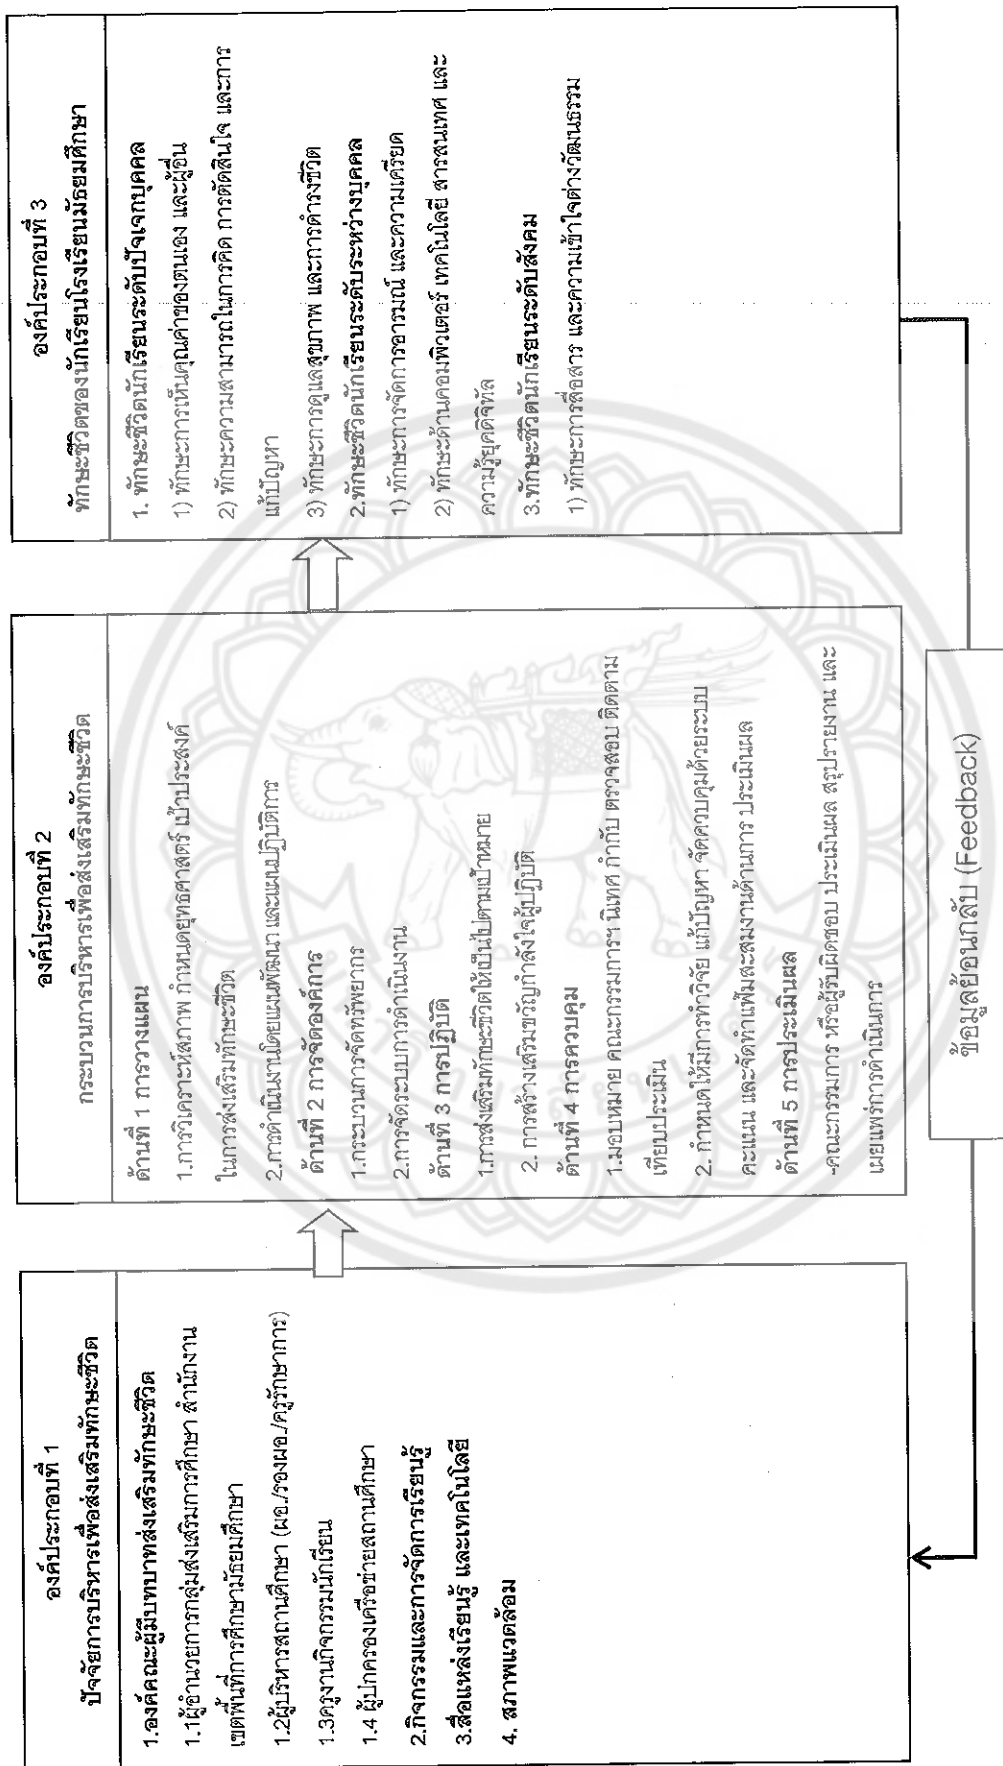 องค์ประกอบที่ 1
ปัจจัยการบริหารเพื่อส่งเสริมทักษะชีวิต
1.องค์คณะผู้มีบทบาทส่งเสริมทักษะชีวิต
1.1ผู้อำนวยการกลุ่มส่งเสริมการศึกษา สำนักงาน
เขตพื้นที่การศึกษามัธยมศึกษา
1.2ผู้บริหารสถานศึกษา (ผอ./รองผอ./ครูรักษาการ)
1.3ครูงานกิจกรรมนักเรียน
1.4 ผู้ปกครองเครือข่ายสถานศึกษา
2.กิจกรรมและการจัดการเรียนรู้
3.สื่อแหล่งเรียนรู้ และเทคโนโลยี
4. สภาพแวดล้อม
องค์ประกอบที่ 2
กระบวนการบริหารเพื่อส่งเสริมทักษะชีวิต
ด้านที่ 1 การวางแผน
1.การวิเคราะห์สภาพ กำหนดยุทธศาสตร์ เป้าประสงค์
ในการส่งเสริมทักษะชีวิต
2.การดำเนินงานโดยแผนพัฒนา และแผนปฏิบัติการ
ด้านที่ 2 การจัดองค์การ
1.กระบวนการจัดทรัพยากร
2.การจัดระบบการดำเนินงาน
ด้านที่ 3 การปฏิบัติ
1.การส่งเสริมทักษะชีวิตให้เป็นไปตามเป้าหมาย
2. การสร้างเสริมขวัญกำลังใจผู้ปฏิบัติ
ด้านที่ 4 การควบคุม
1.มอบหมาย คณะกรรมการฯ นิเทศ กำกับ ตรวจสอบ ติดตาม
เทียบประเมิน
2. กำหนดให้มีการทำวิจัย แก้ปัญหา จัดควบคุมด้วยระบบ
คะแนน และจัดทำแฟ้มสะสมงานด้านการ ประเมินผล
ด้านที่ 5 การประเมินผล
-คณะกรรมการ หรือผู้รับผิดชอบ ประเมินผล สรุปรายงาน และ
เผยแพร่การดำเนินการ
องค์ประกอบที่ 3
ทักษะชีวิตของนักเรียนโรงเรียนมัธยมศึกษา
1. ทักษะชีวิตนักเรียนระดับปัจเจกบุคคล
1) ทักษะการเห็นคุณค่าของตนเอง และผู้อื่น
2) ทักษะความสามารถในการคิด การตัดสินใจ และการ
แก้ปัญหา
3) ทักษะการดูแลสุขภาพ และการดำรงชีวิต
2.ทักษะชีวิตนักเรียนระดับระหว่างบุคคล
1) ทักษะการจัดการอารมณ์ และความเครียด
2) ทักษะด้านคอมพิวเตอร์ เทคโนโลยี สารสนเทศ และ
ความรู้ยุคดิจิทัล
3.ทักษะชีวิตนักเรียนระดับสังคม
1) ทักษะการสื่อสาร และความเข้าใจต่างวัฒนธรรม
ข้อมูลย้อนกลับ (Feedback)